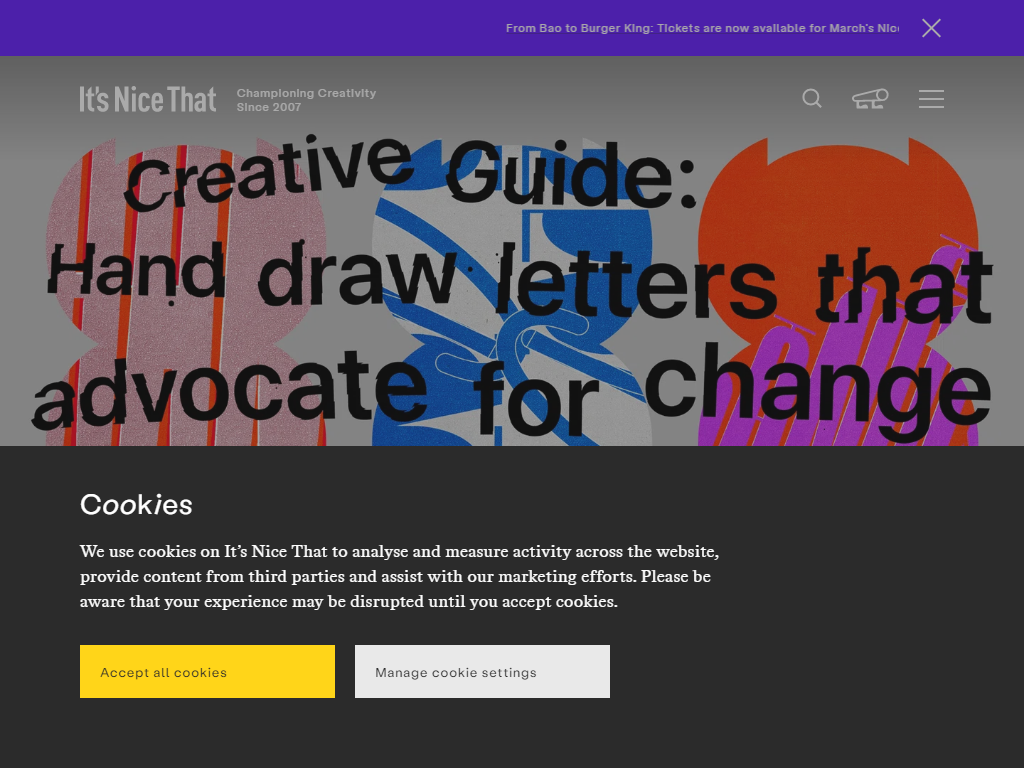 From Bao to Burger King: Tickets are now available for March's
It's Nice That
Championing Creativity
Since 2007
Creative Guide:
Hand draw letters that
advocate for change
Cookies
We use cookies on It’s Nice That to analyse and measure activity across the website,
provide content from third parties and assist with our marketing efforts. Please be
aware that your experience may be disrupted until you accept cookies.
Accept all cookies
Manage cookie settings